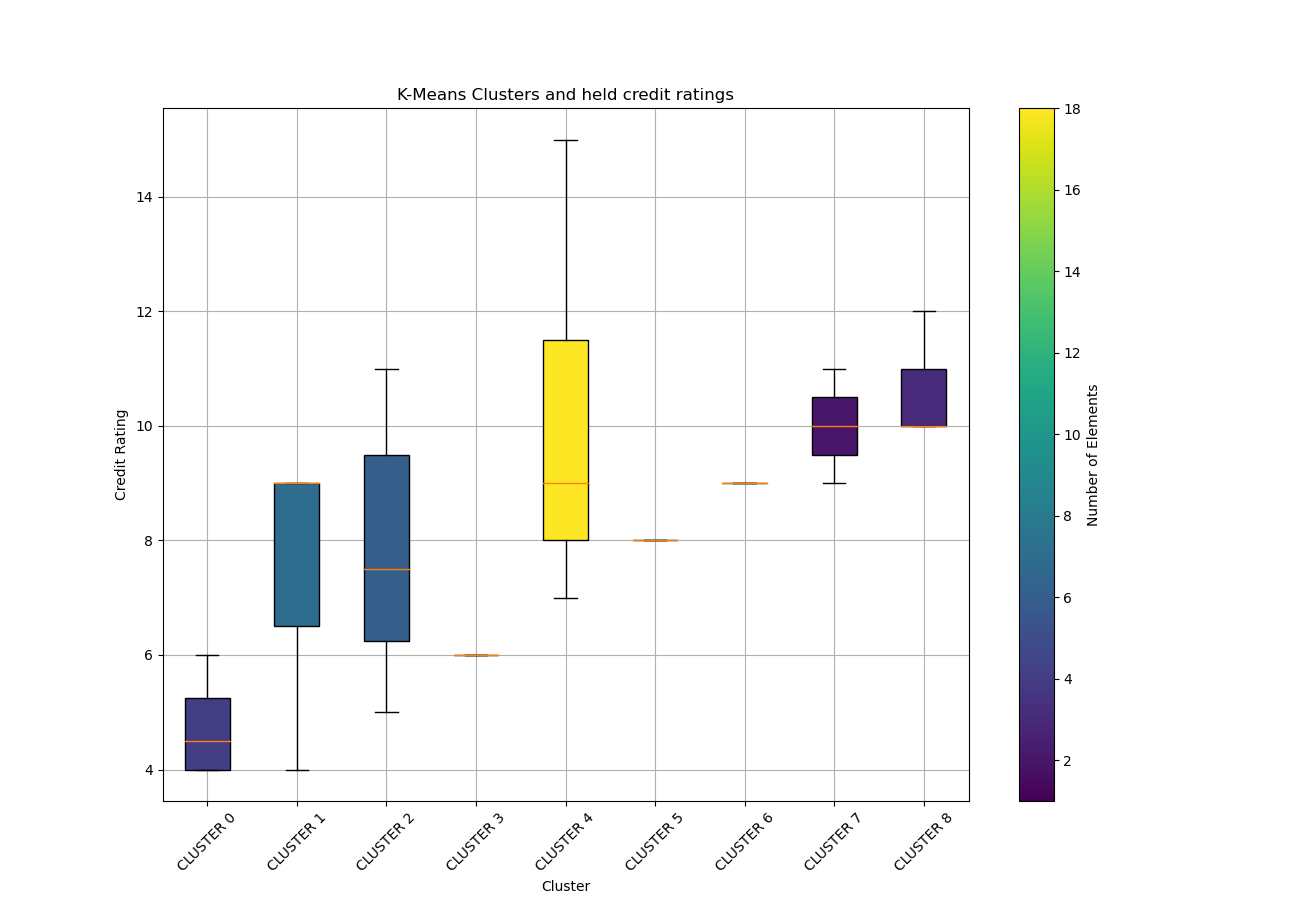 K-Means Clusters and held credit ratings
Credit Rating
14
12
10
8
6
4
CLUSTER 0
CLUSTER 1
CLUSTER 2
CLUSTER 3
CLUSTER 4
CLUSTER 5
CLUSTER 6
CLUSTER 7
CLUSTER 8
Cluster
18
16
14
12
10
8
6
4
2
Number of Elements